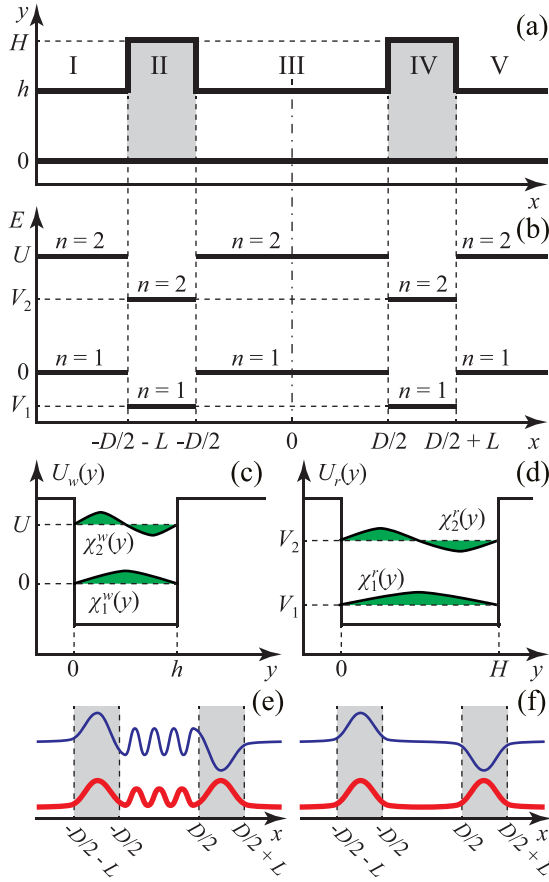 y (a)
H
I II III IV V
h
0
x
E (b)
n = 2 n = 2 n = 2
U
n = 2 n = 2
V₂
n = 1 n = 1 n = 1
0
n = 1 n = 1
V₁
-D/2 - L -D/2 0 D/2 D/2 + L x
U_w(y) (c) U_r(y) (d)
U
χ₂ʷ(y) χ₂ʳ(y)
V₂
χ₁ʷ(y) χ₁ʳ(y)
0
V₁
0 h y 0 H y
(e) (f)
x x
-D/2 - L -D/2 D/2 D/2 + L -D/2 - L -D/2 D/2 D/2 + L